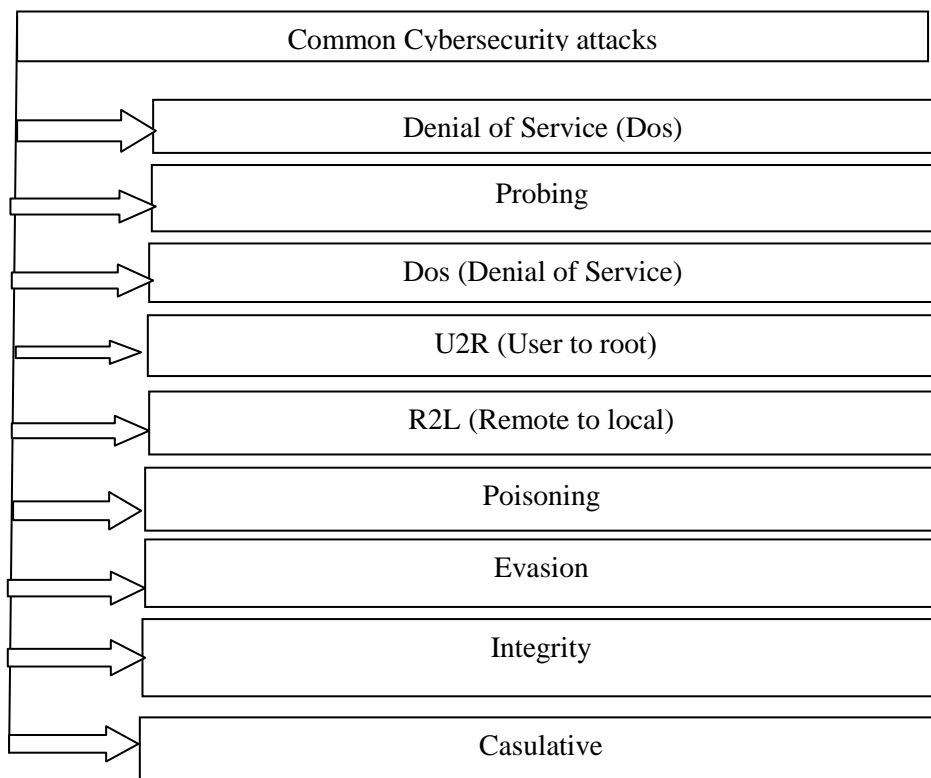 Common Cybersecurity attacks
Denial of Service (Dos)
Probing
Dos (Denial of Service)
U2R (User to root)
R2L (Remote to local)
Poisoning
Evasion
Integrity
Casulative